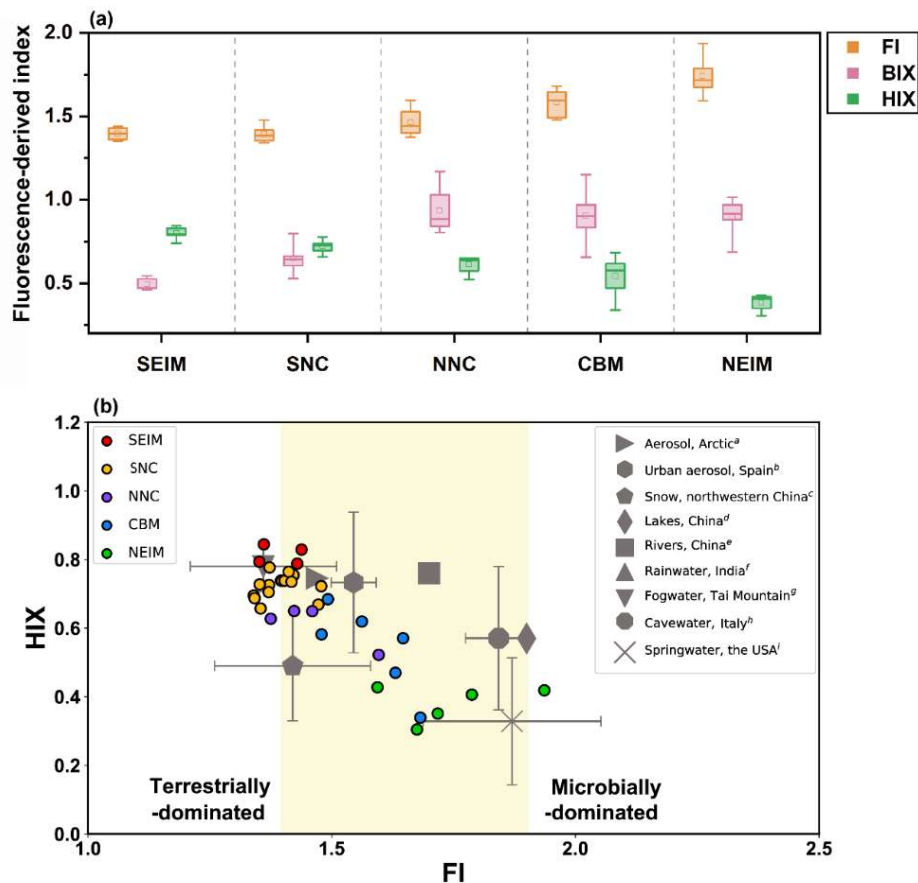 (a)
2.0
1.5
1.0
0.5
Fluorescence-derived index
SEIM
SNC
NNC
CBM
NEIM
FI
BIX
HIX
(b)
1.2
1.0
0.8
0.6
0.4
0.2
0.0
HIX
SEIM
SNC
NNC
CBM
NEIM
Aerosol, Arctic^a
Urban aerosol, Spain^b
Snow, northwestern China^c
Lakes, China^d
Rivers, China^e
Rainwater, India^f
Fogwater, Tai Mountain^g
Cavewater, Italy^h
Springwater, the USA^i
Terrestrially
-dominated
Microbially
-dominated
1.0
1.5
2.0
2.5
FI